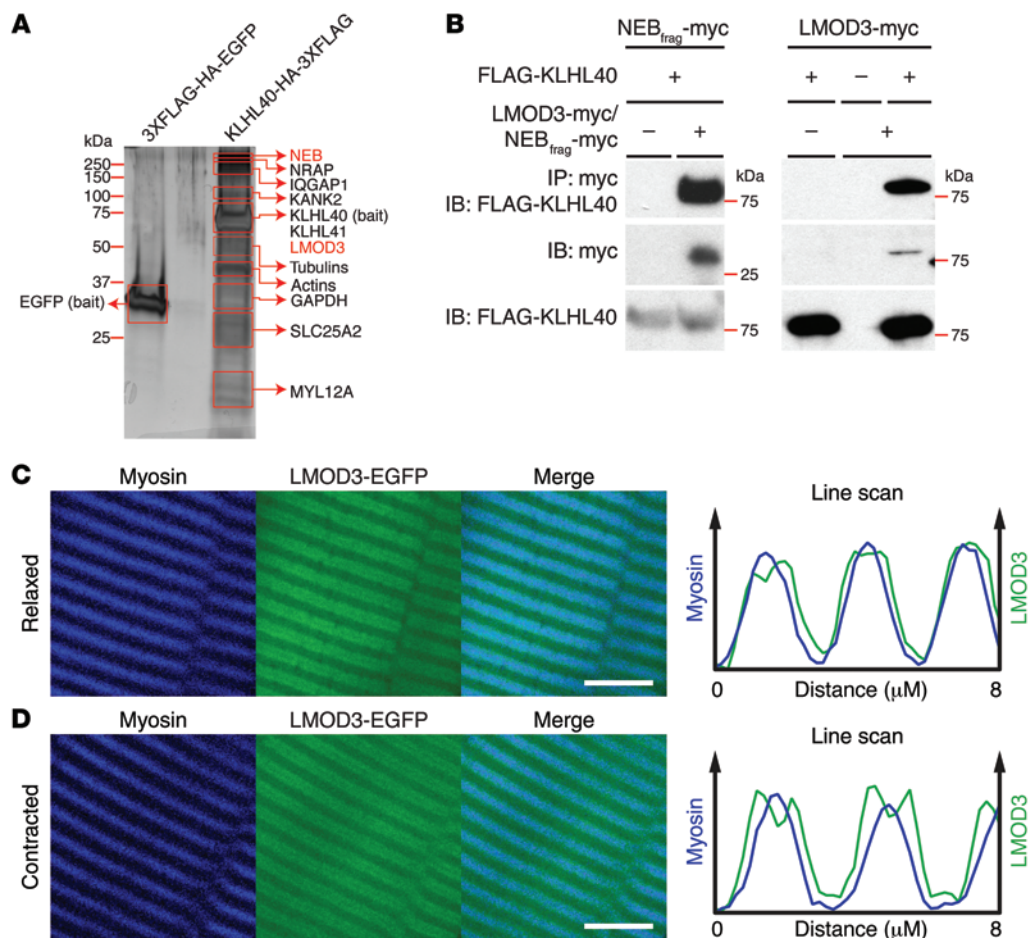 A
3XFLAG-HA-EGFP
KLHL40-HA-3XFLAG
kDa
250
150
100
75
50
37
25
EGFP (bait)
NEB
NRAP
IQGAP1
KANK2
KLHL40 (bait)
KLHL41
LMOD3
Tubulins
Actins
GAPDH
SLC25A2
MYL12A
B
NEBfrag-myc
LMOD3-myc
FLAG-KLHL40
+
+ − +
LMOD3-myc/
NEBfrag-myc
− +
− +
IP: myc
IB: FLAG-KLHL40
kDa
75
kDa
75
IB: myc
25
75
IB: FLAG-KLHL40
75
75
C
Myosin
LMOD3-EGFP
Merge
Relaxed
Line scan
Myosin
LMOD3
0
Distance (μM)
8
D
Myosin
LMOD3-EGFP
Merge
Contracted
Line scan
Myosin
LMOD3
0
Distance (μM)
8